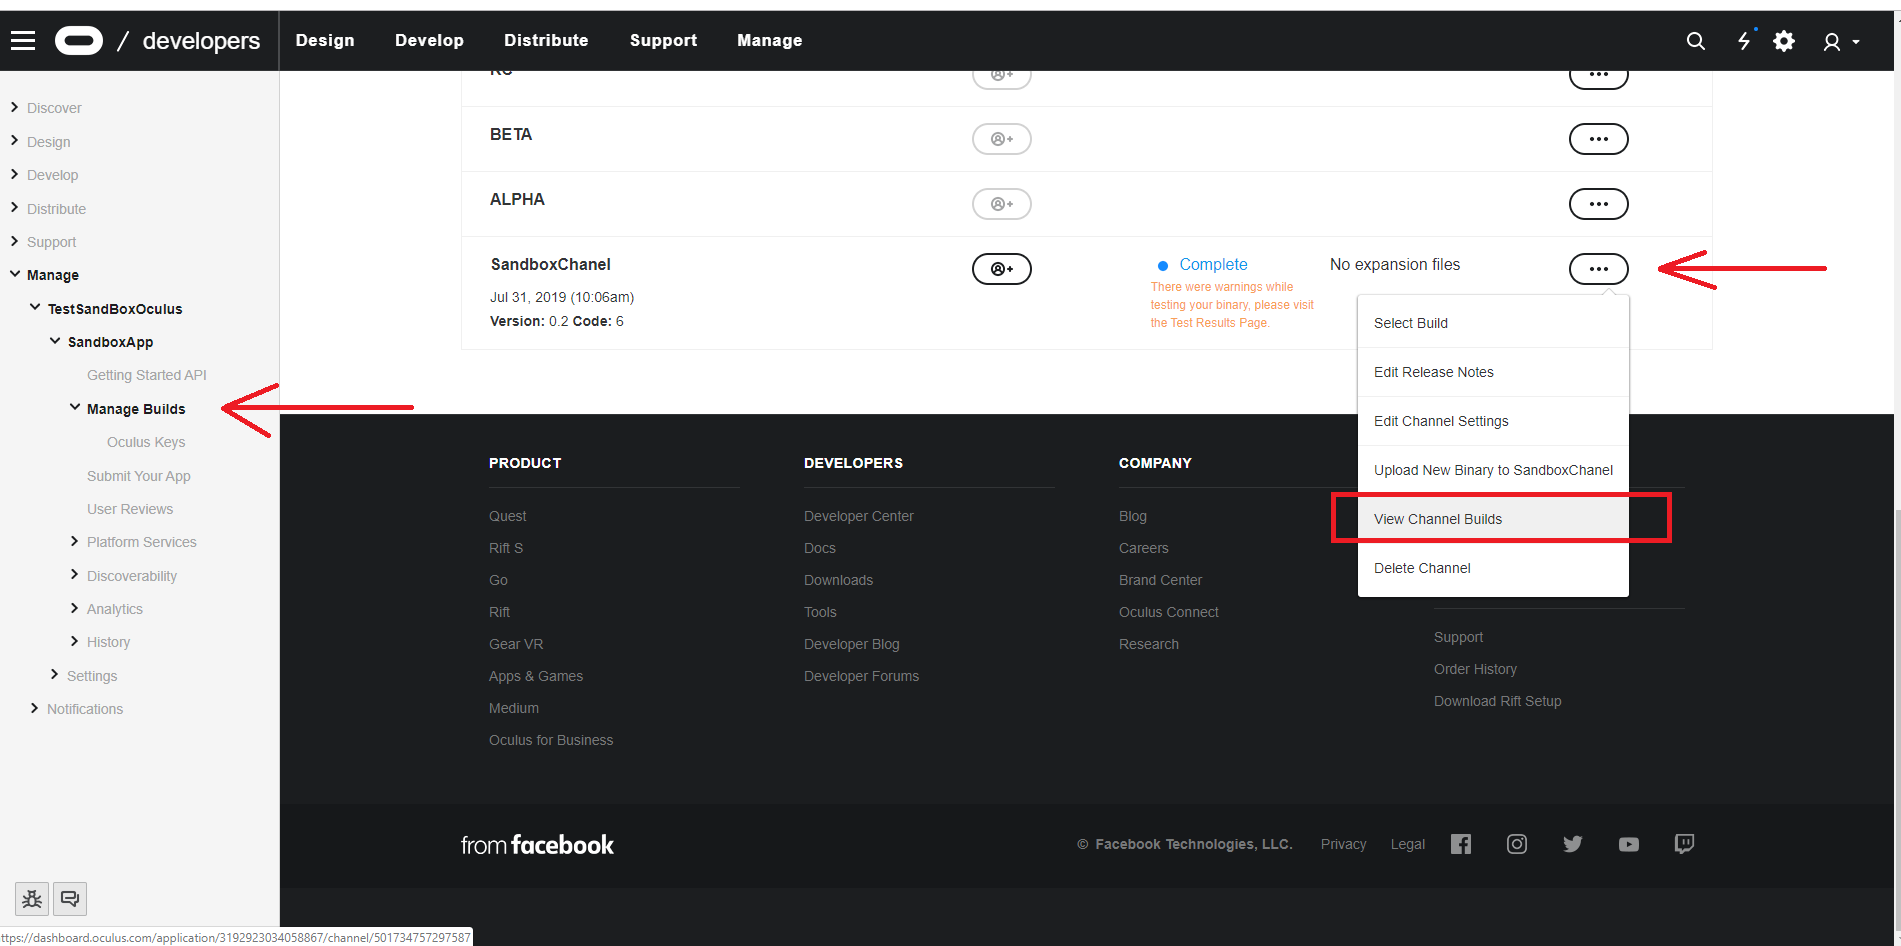 developers
Design
Develop
Distribute
Support
Manage
Discover
Design
Develop
Distribute
Support
Manage
TestSandBoxOculus
SandboxApp
Getting Started API
Manage Builds
Oculus Keys
Submit Your App
User Reviews
Platform Services
Discoverability
Analytics
History
Settings
Notifications
BETA
ALPHA
SandboxChanel
Jul 31, 2019 (10:06am)
Version: 0.2 Code: 6
Complete
There were warnings while
testing your binary, please visit
the Test Results Page.
No expansion files
Select Build
Edit Release Notes
Edit Channel Settings
Upload New Binary to SandboxChanel
View Channel Builds
Delete Channel
PRODUCT
Quest
Rift S
Go
Rift
Gear VR
Apps & Games
Medium
Oculus for Business
DEVELOPERS
Developer Center
Docs
Downloads
Tools
Developer Blog
Developer Forums
COMPANY
Blog
Careers
Brand Center
Oculus Connect
Research
Support
Order History
Download Rift Setup
from facebook
© Facebook Technologies, LLC.
Privacy
Legal
ttps://dashboard.oculus.com/application/3192923034058867/channel/501734757297587